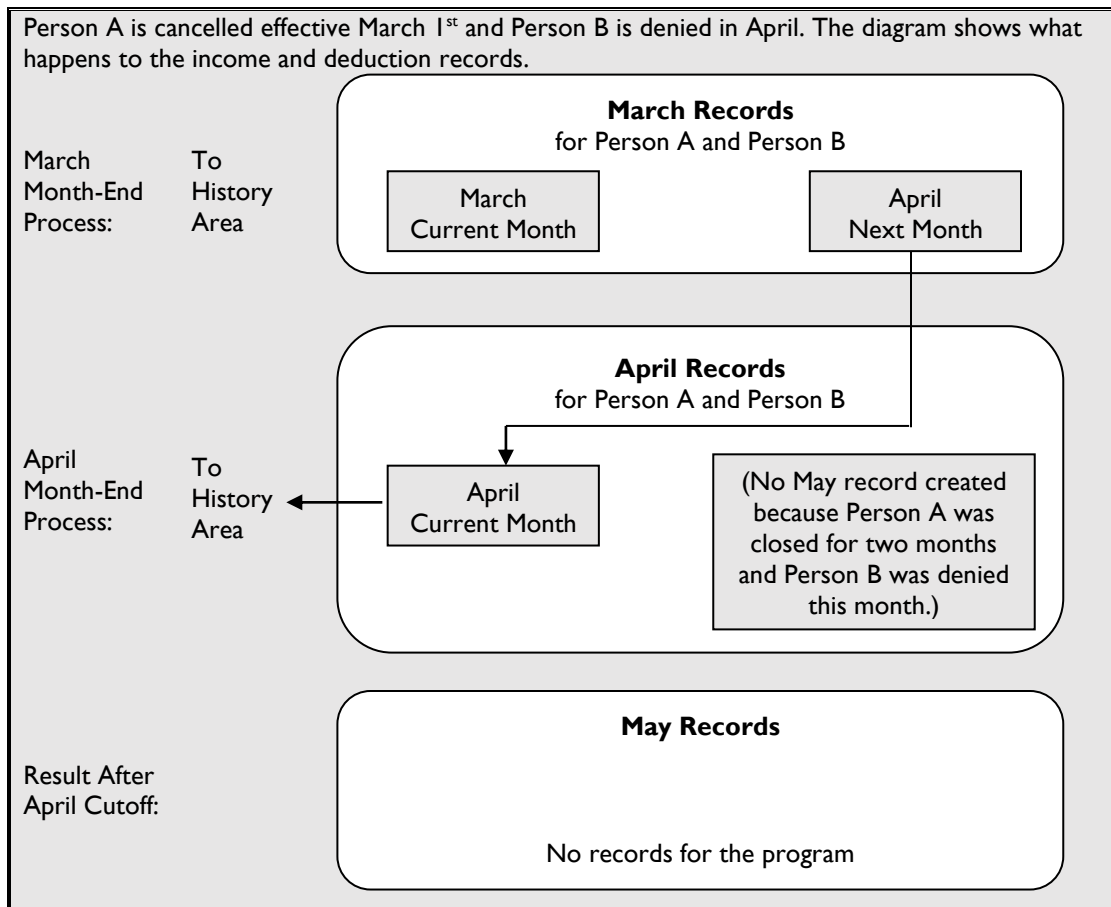 Person A is cancelled effective March 1st and Person B is denied in April. The diagram shows what
happens to the income and deduction records.
March Records
for Person A and Person B
March
Month-End
Process:
To
History
Area
March
Current Month
April
Next Month
April Records
for Person A and Person B
April
Month-End
Process:
To
History
Area
April
Current Month
(No May record created
because Person A was
closed for two months
and Person B was denied
this month.)
May Records
Result After
April Cutoff:
No records for the program